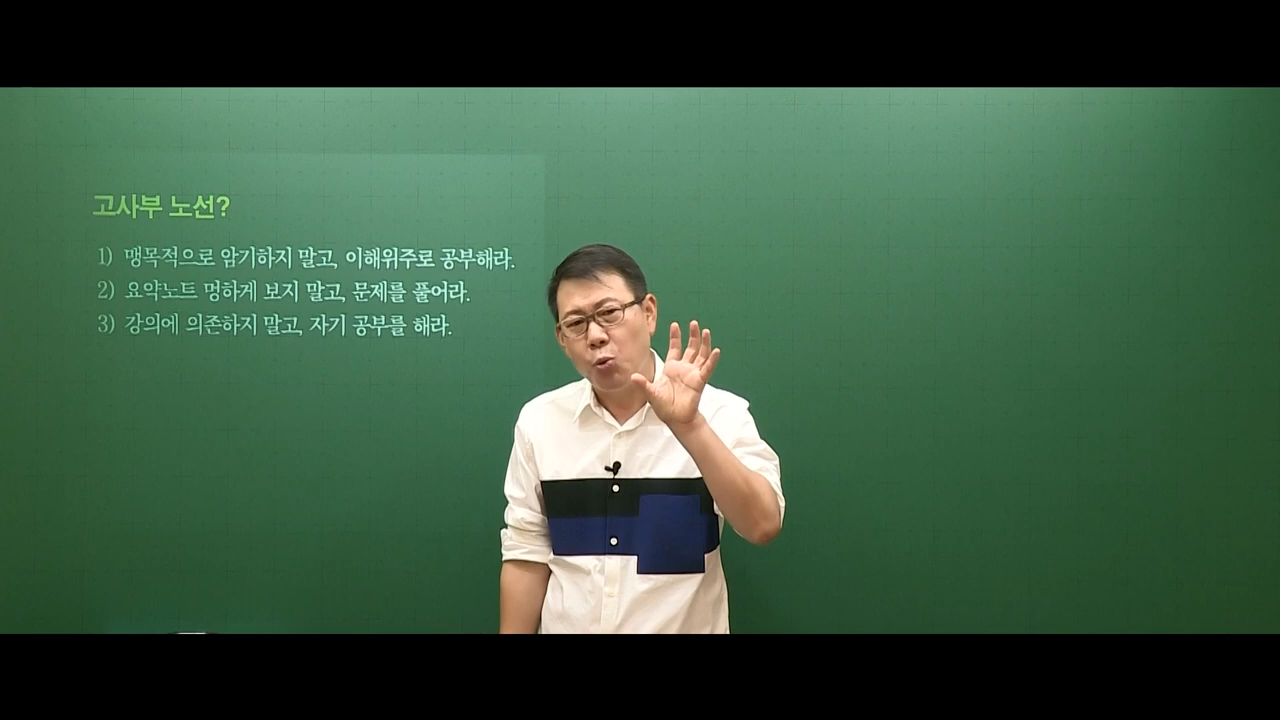 고사부 노선?
1) 맹목적으로 암기하지 말고, 이해위주로 공부해라.
2) 요약노트 멍하게 보지 말고, 문제를 풀어라.
3) 강의에 의존하지 말고, 자기 공부를 해라.